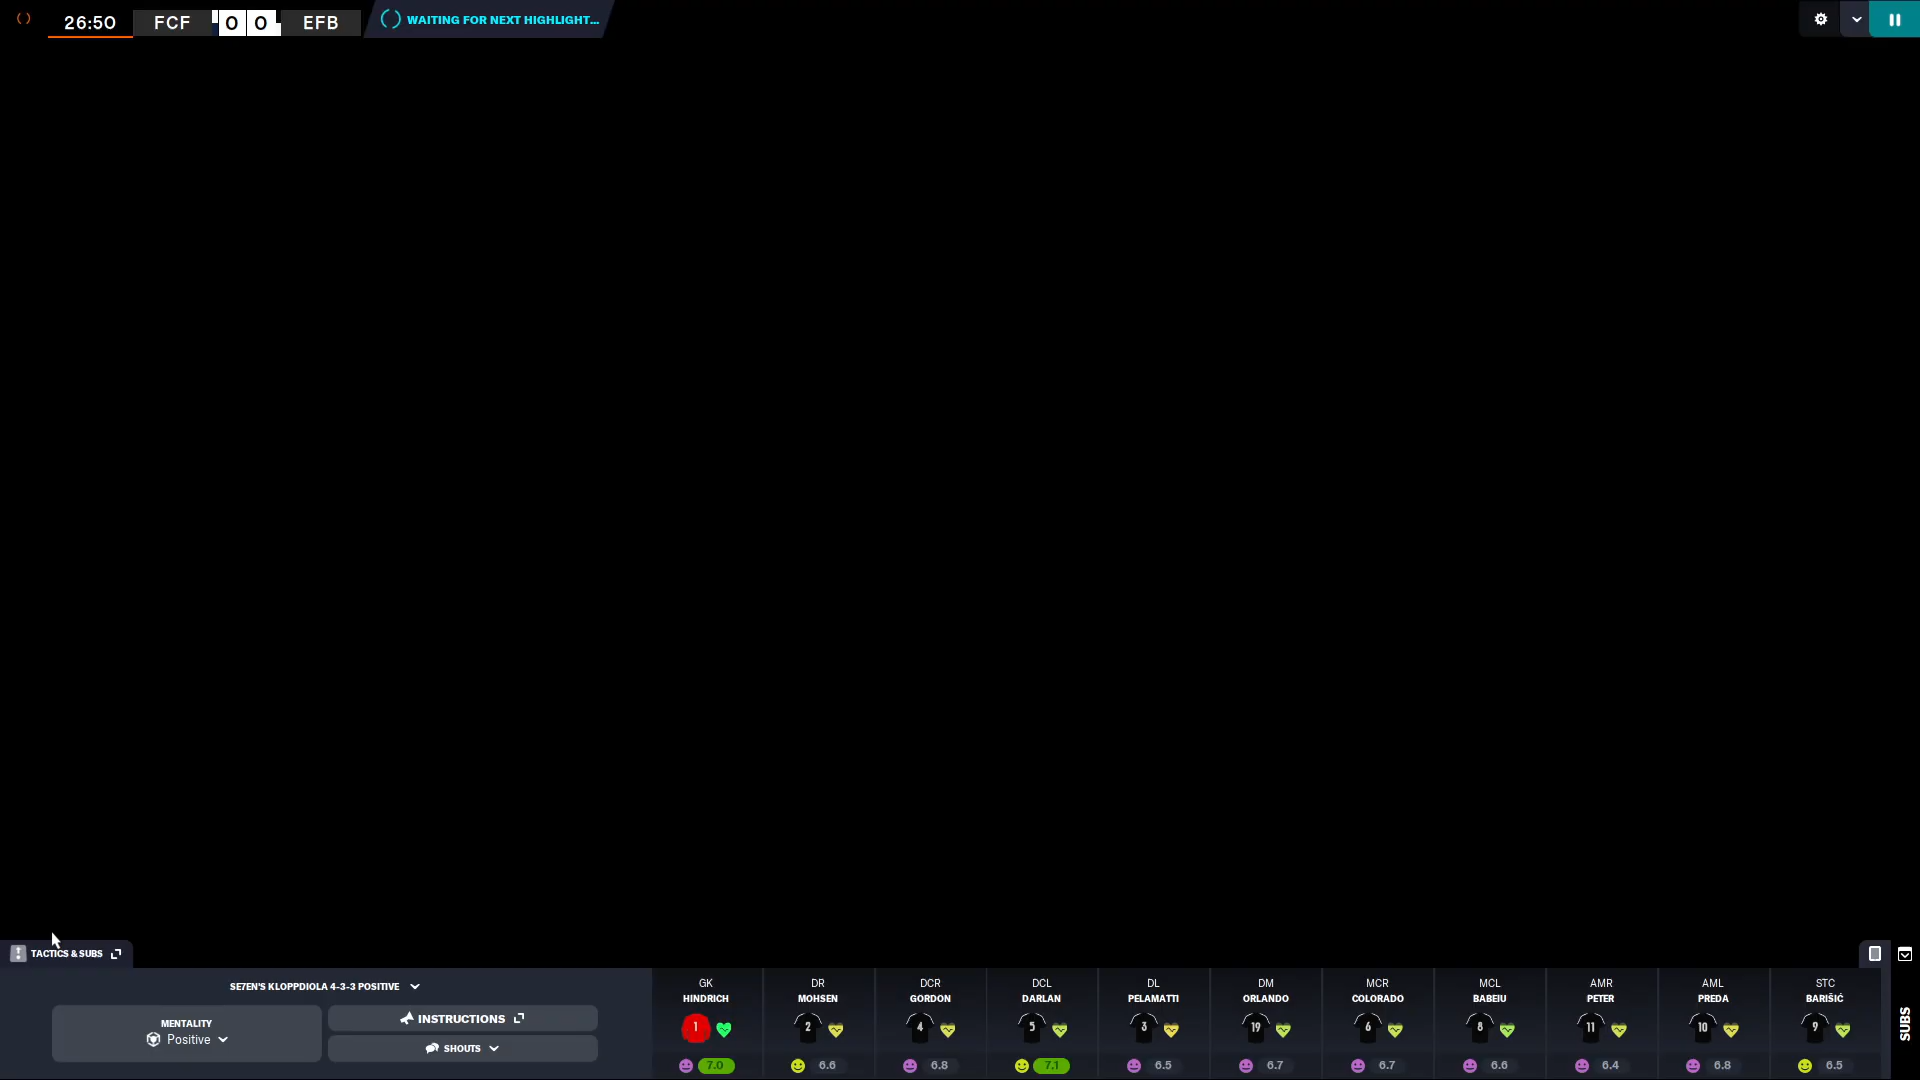 26:50 FCF 0 0 EFB WAITING FOR NEXT HIGHLIGHT...
TACTICS & SUBS
SE7EN'S KLOPPDIOLA 4-3-3 POSITIVE
MENTALITY
Positive
INSTRUCTIONS
SHOUTS
GK DR DCR DCL DL DM MCR MCL AMR AML STC
HINDRICH MOHSEN GORDON DARLAN PELAMATTI ORLANDO COLORADO BABEIU PETER PREDA BARIŠIĆ
1 2 4 5 3 19 6 8 11 10 9
7.0 6.6 6.8 7.1 6.5 6.7 6.7 6.6 6.4 6.8 6.5
SUBS